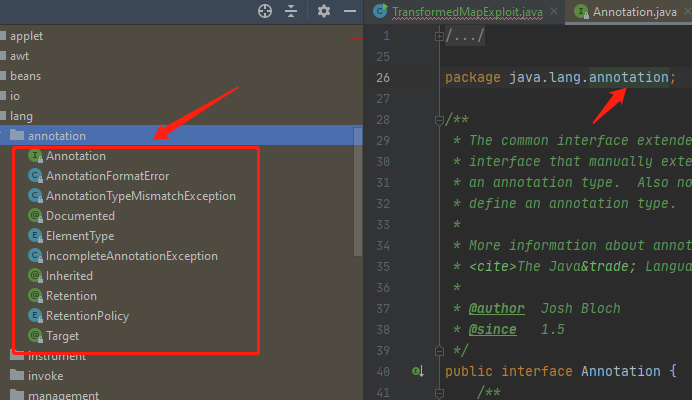 applet
awt
beans
io
lang
annotation
Annotation
AnnotationFormatError
AnnotationTypeMismatchException
Documented
ElementType
IncompleteAnnotationException
Inherited
Retention
RetentionPolicy
Target
instrument
invoke
management
TransformedMapExploit.java
Annotation.java
1 /.../
25
26 package java.lang.annotation;
27
28 /**
29 * The common interface extende
30 * interface that manually exte
31 * an annotation type. Also no
32 * define an annotation type.
33 *
34 * More information about annot
35 * <cite>The Java&trade; Langua
36 *
37 * @author Josh Bloch
38 * @since 1.5
39 */
40 public interface Annotation {
41 /**